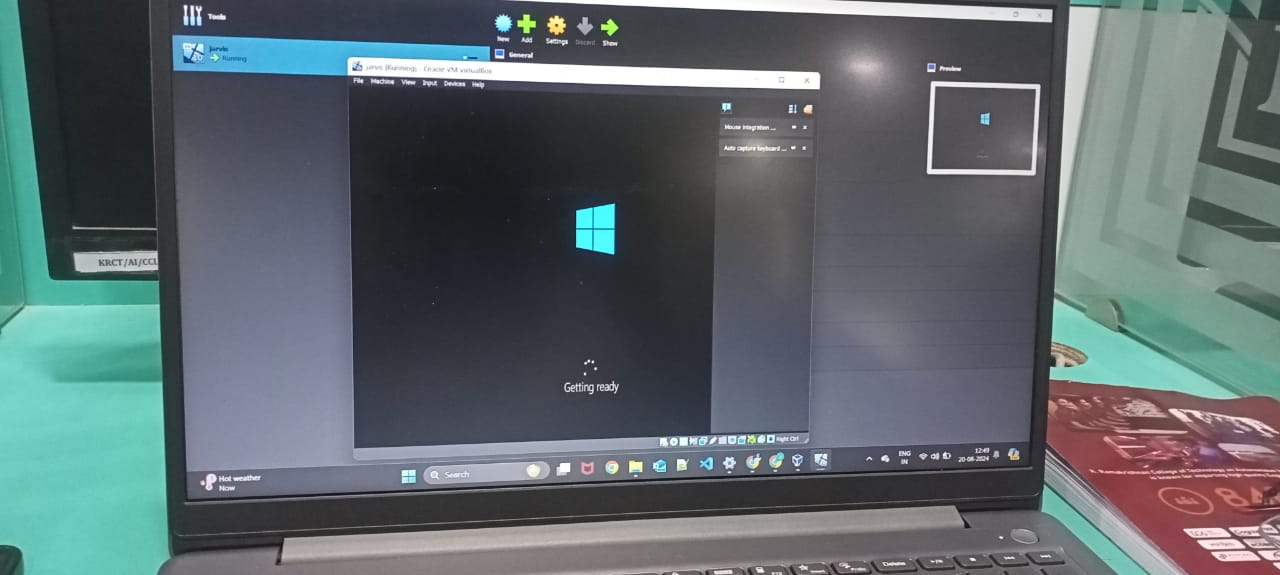 Tools
New
Add
Settings
Discard
Show
jarvis
Running
General
Preview
jarvis [Running] - Oracle VM VirtualBox
File Machine View Input Devices Help
Mouse integration ...
Auto capture keyboard ...
Getting ready
Right Ctrl
KRCT/AI/CCL
Hot weather
Now
Search
ENG
IN
12:49
20-08-2024
Delete